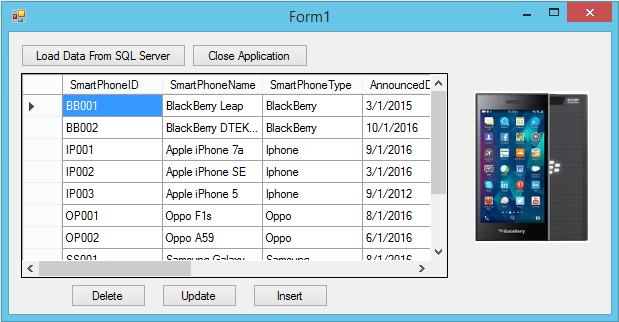 Form1
Load Data From SQL Server Close Application
SmartPhoneID SmartPhoneName SmartPhoneType AnnouncedD
BB001 BlackBerry Leap BlackBerry 3/1/2015
BB002 BlackBerry DTEK... BlackBerry 10/1/2016
IP001 Apple iPhone 7a Iphone 9/1/2016
IP002 Apple iPhone SE Iphone 3/1/2016
IP003 Apple iPhone 5 Iphone 9/1/2012
OP001 Oppo F1s Oppo 8/1/2016
OP002 Oppo A59 Oppo 6/1/2016
SS001 Samsung Galaxy Samsung 8/1/2016
BlackBerry
Delete Update Insert